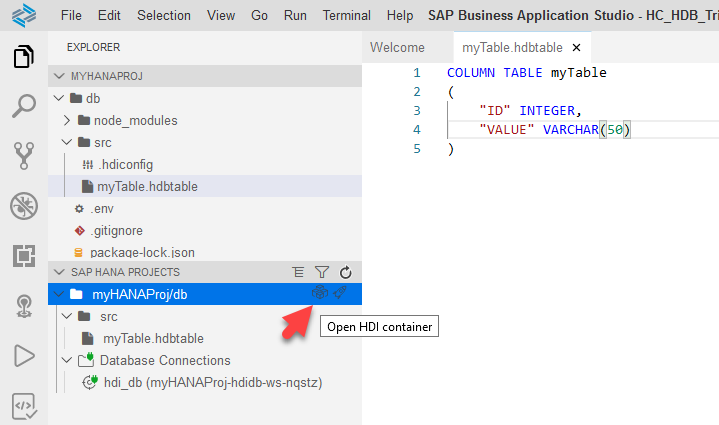 File Edit Selection View Go Run Terminal Help SAP Business Application Studio - HC_HDB_Tri
EXPLORER
MYHANAPROJ
db
node_modules
src
.hdiconfig
myTable.hdbtable
.env
.gitignore
package-lock.json
SAP HANA PROJECTS
myHANAProj/db
Open HDI container
src
myTable.hdbtable
Database Connections
hdi_db (myHANAProj-hdidb-ws-nqstz)
Welcome myTable.hdbtable
1 COLUMN TABLE myTable
2 (
3 "ID" INTEGER,
4 "VALUE" VARCHAR(50)
5 )